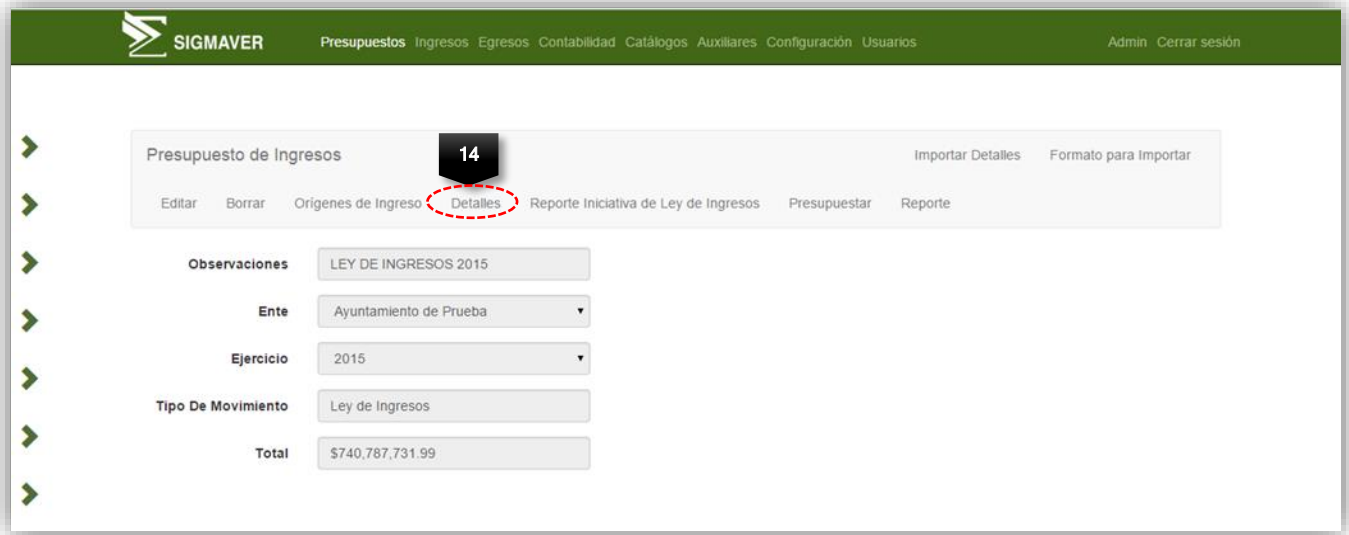 SIGMAVER Presupuestos Ingresos Egresos Contabilidad Catálogos Auxiliares Configuración Usuarios Admin Cerrar sesión
Presupuesto de Ingresos 14 Importar Detalles Formato para Importar
Editar Borrar Orígenes de Ingreso Detalles Reporte Iniciativa de Ley de Ingresos Presupuestar Reporte
Observaciones LEY DE INGRESOS 2015
Ente Ayuntamiento de Prueba
Ejercicio 2015
Tipo De Movimiento Ley de Ingresos
Total $740,787,731.99